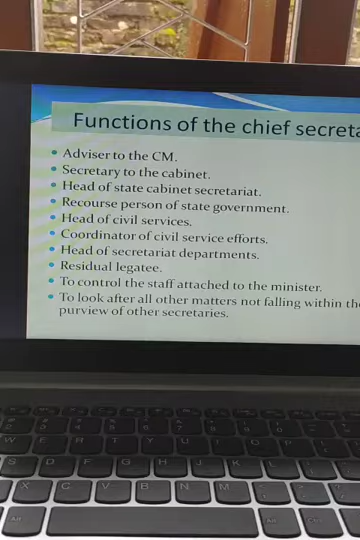 Functions of the chief
Adviser to the CM.
Secretary to the cabinet.
Head of state cabinet secretariat.
Recourse person of state government.
Head of civil services.
Coordinator of civil service efforts.
Head of secretariat departments.
Residual legatee.
To control the staff attached to the minister.
To look after all other matters not falling within the
purview of other secretaries.
W E R T Y U I O P
S D F G H J K L
X C V B N M
Alt Alt Ctrl